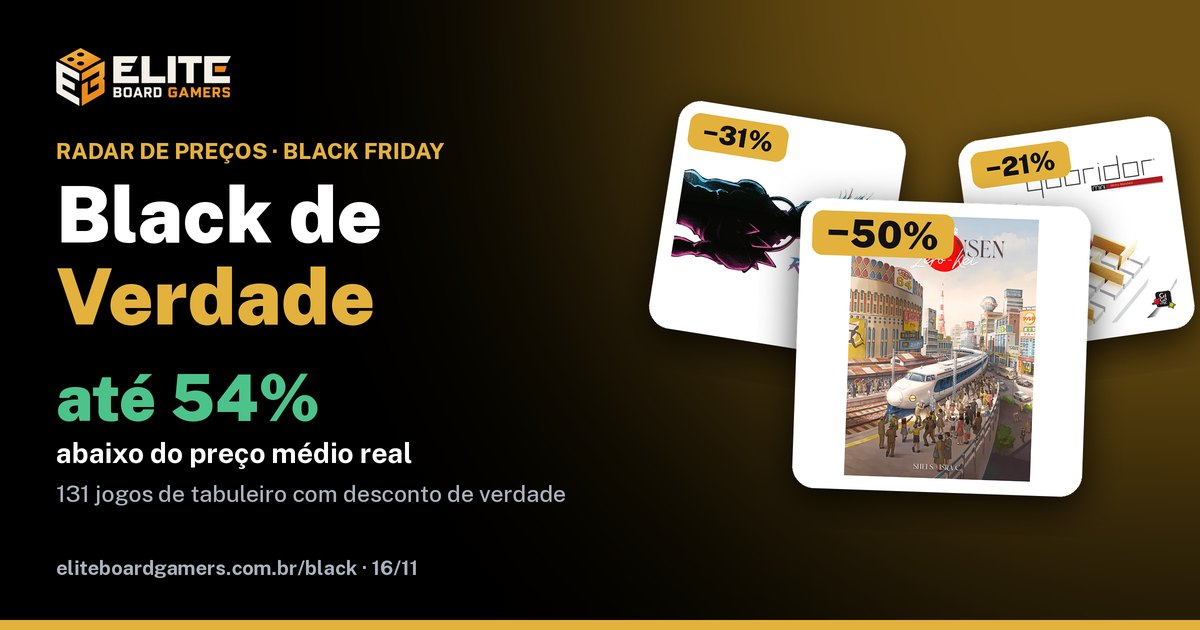 ELITE
BOARD GAMERS
RADAR DE PREÇOS · BLACK FRIDAY
Black de
Verdade
até 54%
abaixo do preço médio real
131 jogos de tabuleiro com desconto de verdade
eliteboardgamers.com.br/black · 16/11
−31%
−21%
quoridor
mini
−50%